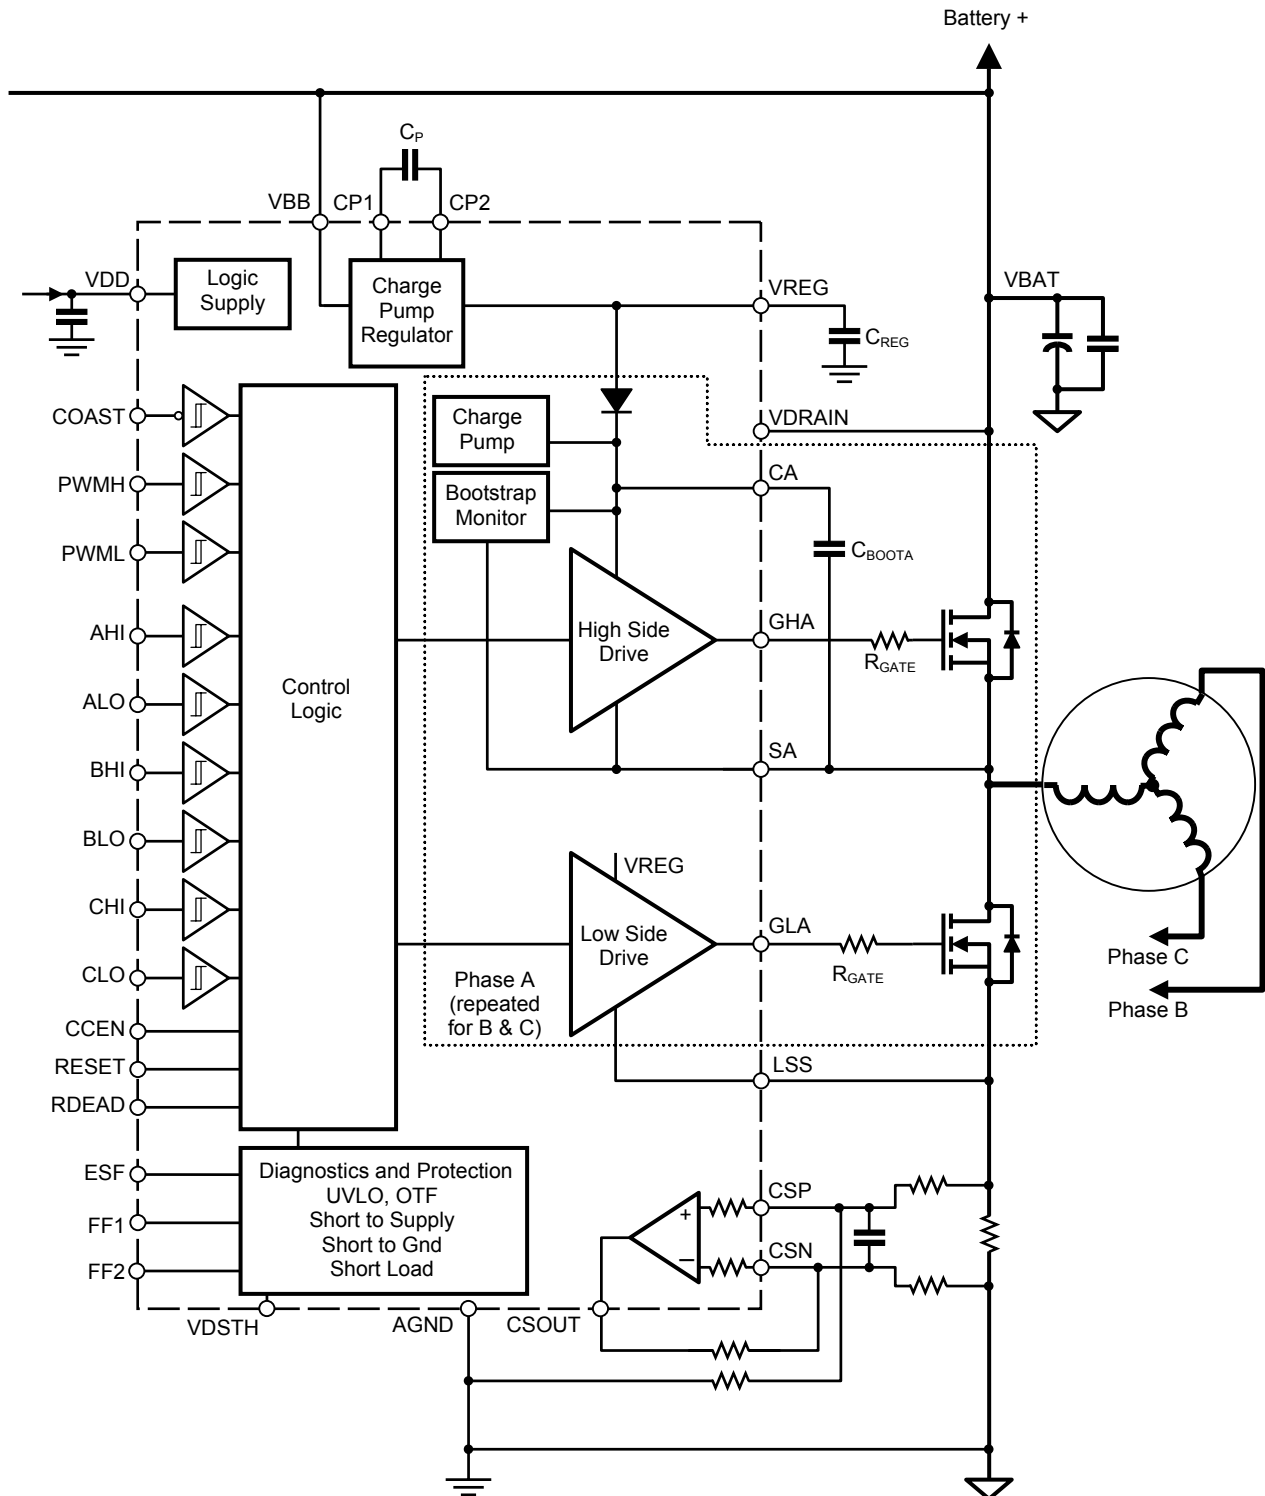 Battery +
CP
VBB
CP1
CP2
VDD
Logic
Supply
Charge
Pump
Regulator
VREG
CREG
VBAT
COAST
PWMH
PWML
AHI
ALO
BHI
BLO
CHI
CLO
CCEN
RESET
RDEAD
ESF
FF1
FF2
Control
Logic
Charge
Pump
Bootstrap
Monitor
VDRAIN
CA
CBOOTA
High Side
Drive
GHA
RGATE
SA
VREG
Low Side
Drive
GLA
RGATE
Phase A
(repeated
for B & C)
LSS
Phase C
Phase B
Diagnostics and Protection
UVLO, OTF
Short to Supply
Short to Gnd
Short Load
+
–
CSP
CSN
VDSTH
AGND
CSOUT